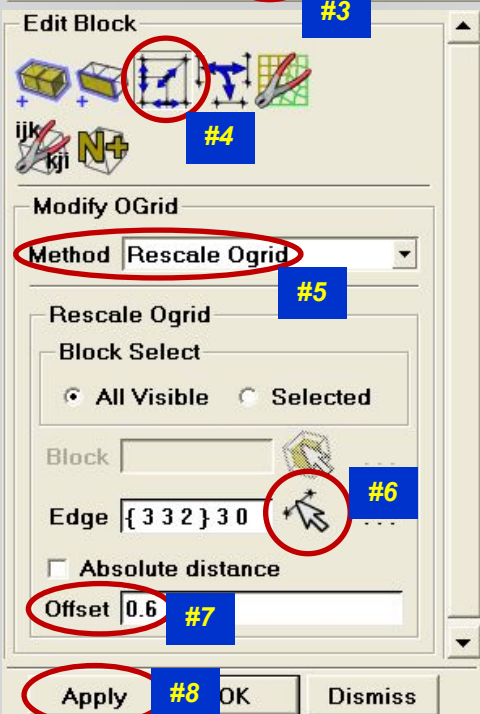 #3
Edit Block
#4
ijk
kji N+
Modify OGrid
Method Rescale Ogrid
#5
Rescale Ogrid
Block Select
All Visible Selected
Block ...
#6
Edge { 3 3 2 } 3 0 ...
Absolute distance
Offset 0.6 #7
Apply #8 OK Dismiss